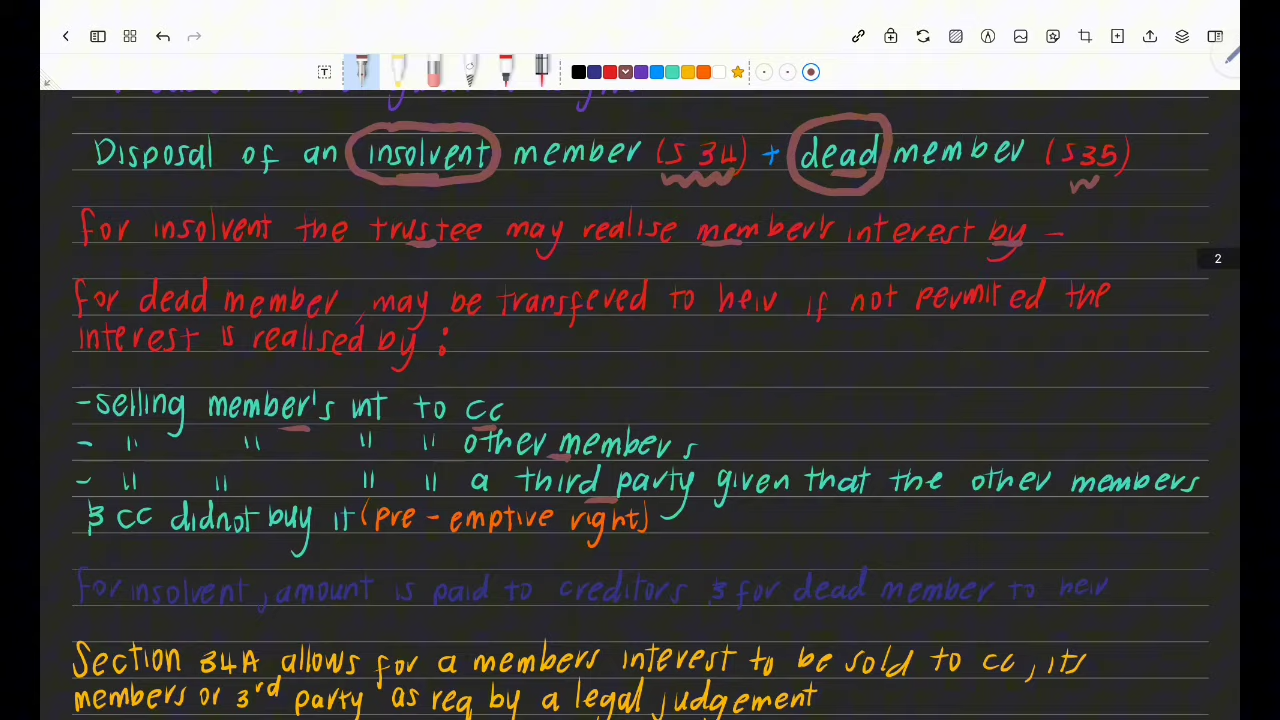 Disposal of an insolvent member (S 34) + dead member (S35)
for insolvent the trustee may realise member's interest by -
2
for dead member, may be transfeved to heir if not permited the
interest is realised by :
-selling member's int to cc
- " " " " other members
- " " " " a third party given that the other members
& CC didnot buy it (pre-emptive right)
for insolvent, amount is paid to creditors & for dead member to heir
Section 34A allows for a members interest to be sold to cc, its
members or 3rd party as req by a legal judgement